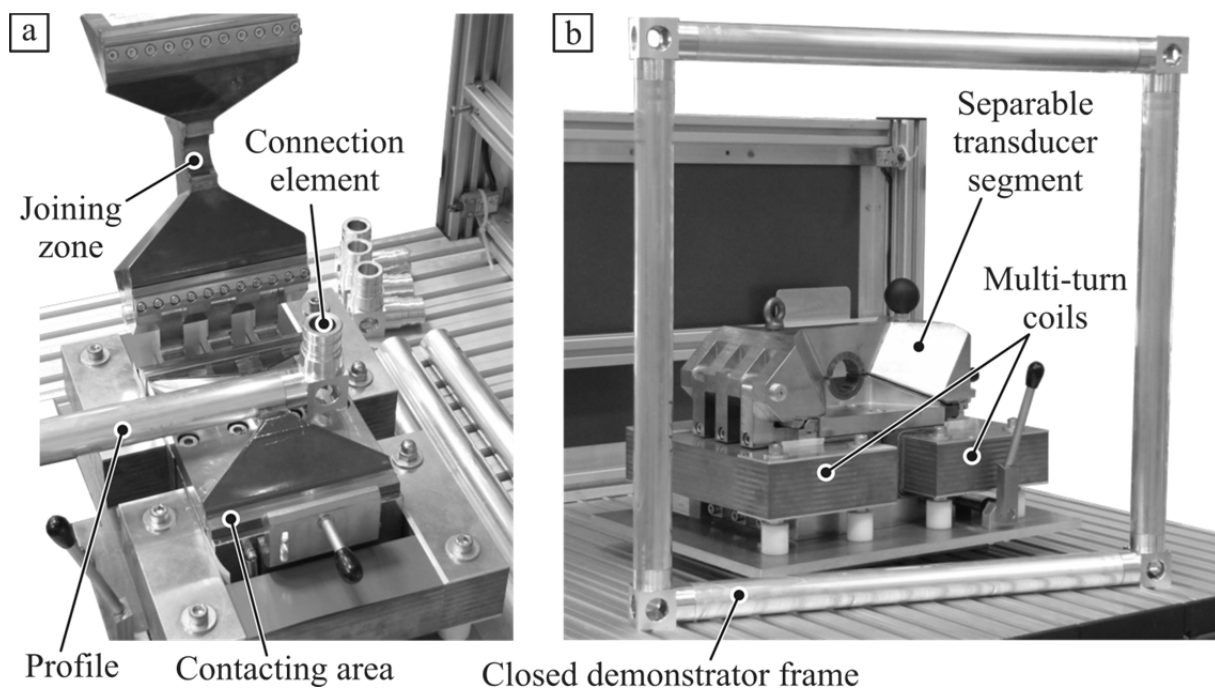 a
Connection
element
Joining
zone
Profile
Contacting area
b
Separable
transducer
segment
Multi-turn
coils
Closed demonstrator frame